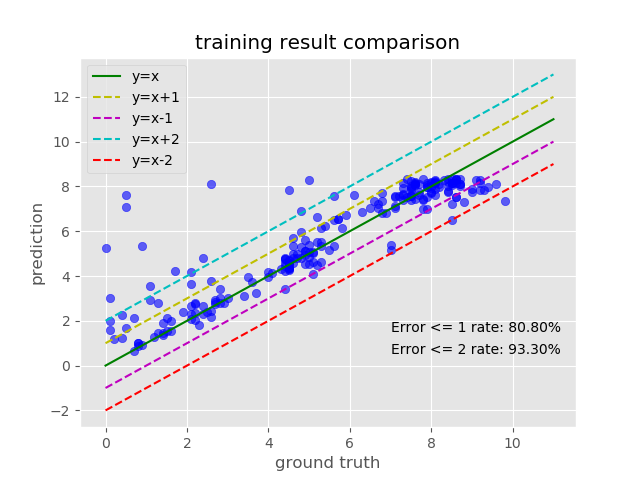 training result comparison
y=x
y=x+1
y=x-1
y=x+2
y=x-2
12
10
8
6
4
2
0
−2
prediction
Error <= 1 rate: 80.80%
Error <= 2 rate: 93.30%
0 2 4 6 8 10
ground truth